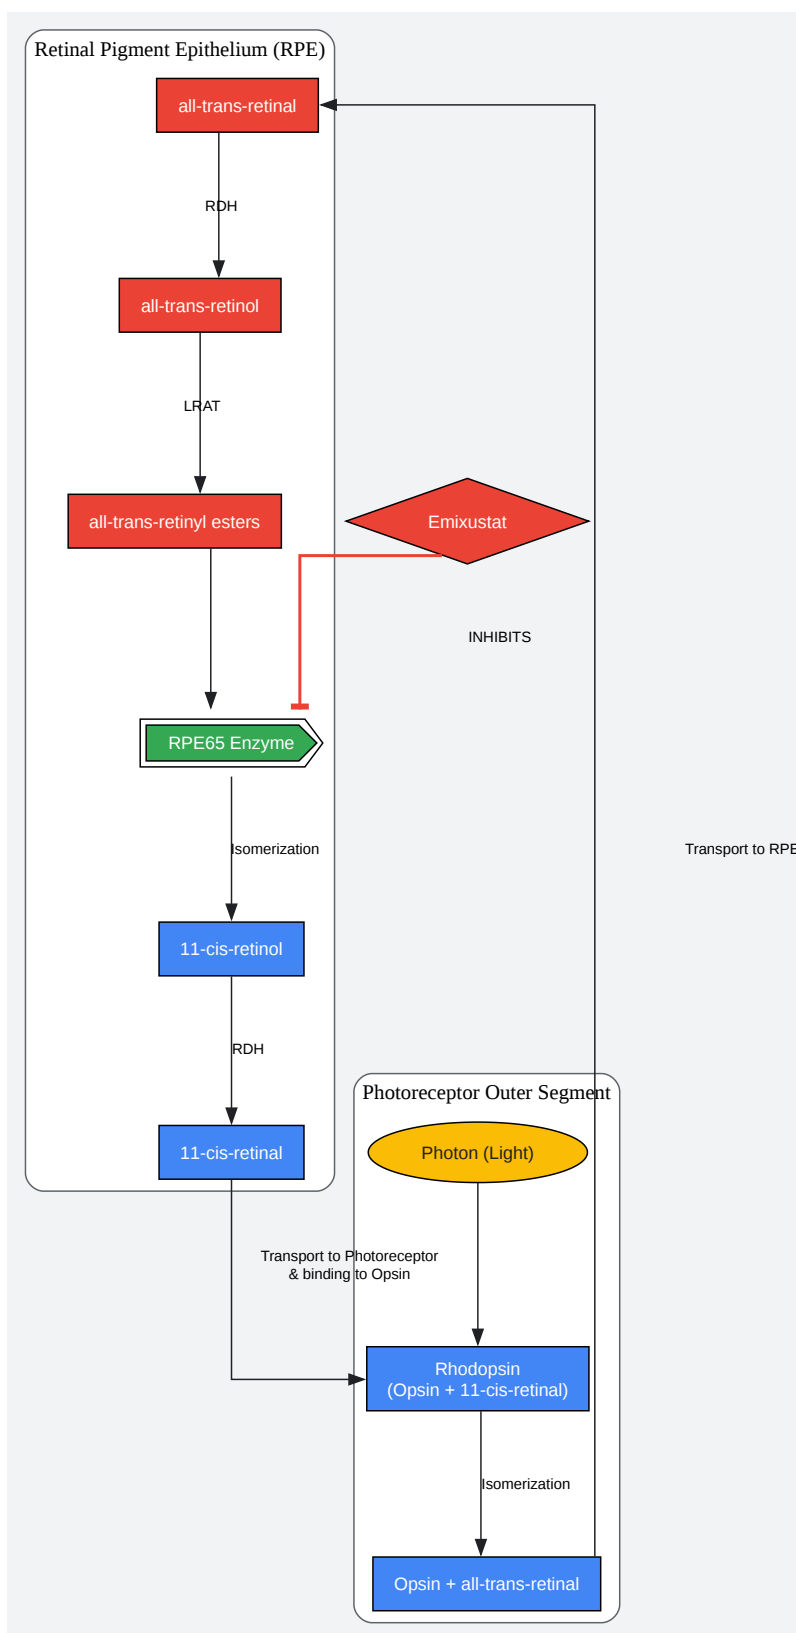 Retinal Pigment Epithelium (RPE)
all-trans-retinal
RDH
all-trans-retinol
LRAT
all-trans-retinyl esters
Emixustat
INHIBITS
RPE65 Enzyme
Isomerization
Transport to RPE
11-cis-retinol
RDH
Photoreceptor Outer Segment
11-cis-retinal
Photon (Light)
Transport to Photoreceptor
& binding to Opsin
Rhodopsin
(Opsin + 11-cis-retinal)
Isomerization
Opsin + all-trans-retinal